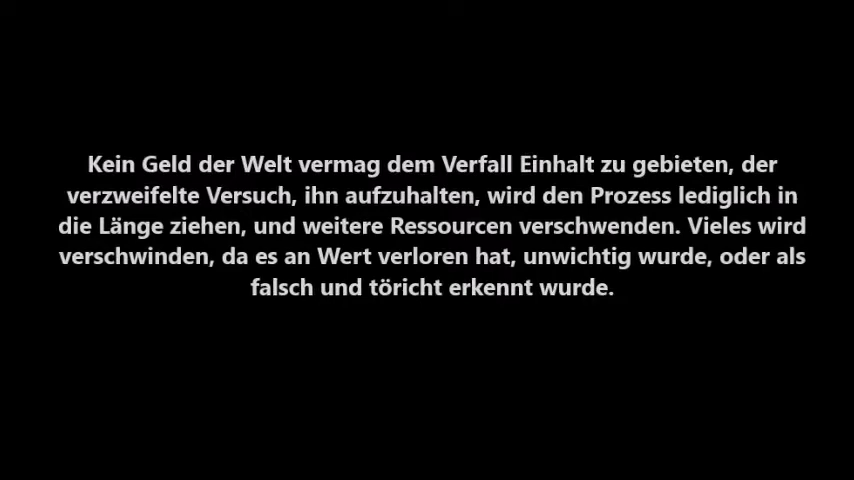 Kein Geld der Welt vermag dem Verfall Einhalt zu gebieten, der
verzweifelte Versuch, ihn aufzuhalten, wird den Prozess lediglich in
die Länge ziehen, und weitere Ressourcen verschwenden. Vieles wird
verschwinden, da es an Wert verloren hat, unwichtig wurde, oder als
falsch und töricht erkennt wurde.